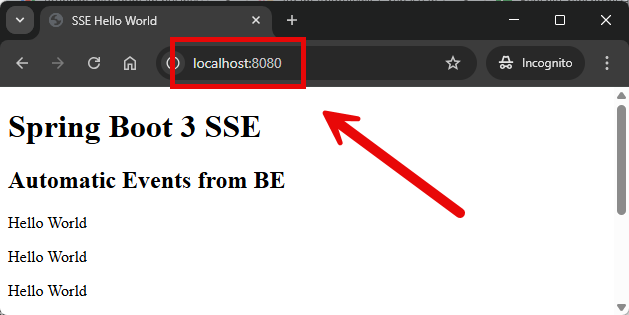 SSE Hello World
localhost:8080
Incognito
Spring Boot 3 SSE
Automatic Events from BE
Hello World
Hello World
Hello World